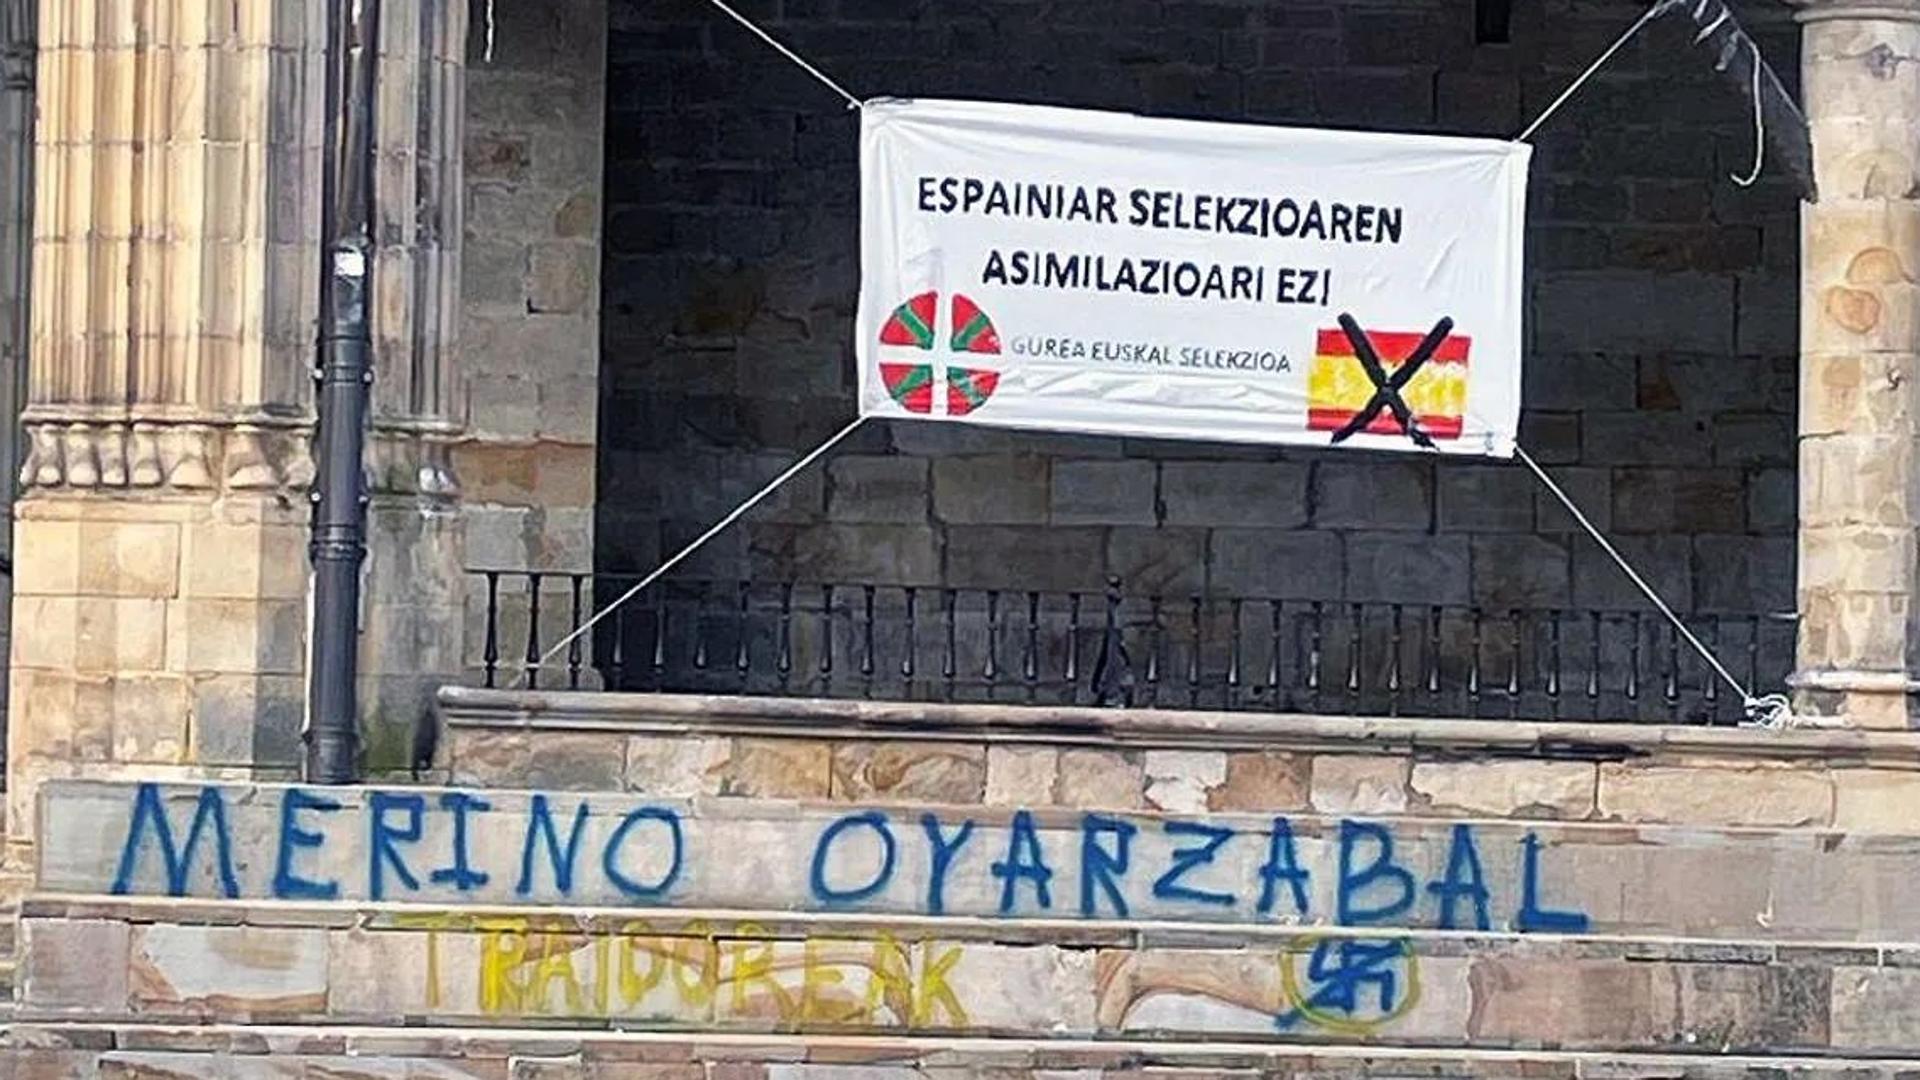 ESPAINIAR SELEKZIOAREN
ASIMILAZIOARI EZ!
GUREA EUSKAL SELEKZIOA
MERINO OYARZABAL
TRAIDOREAK